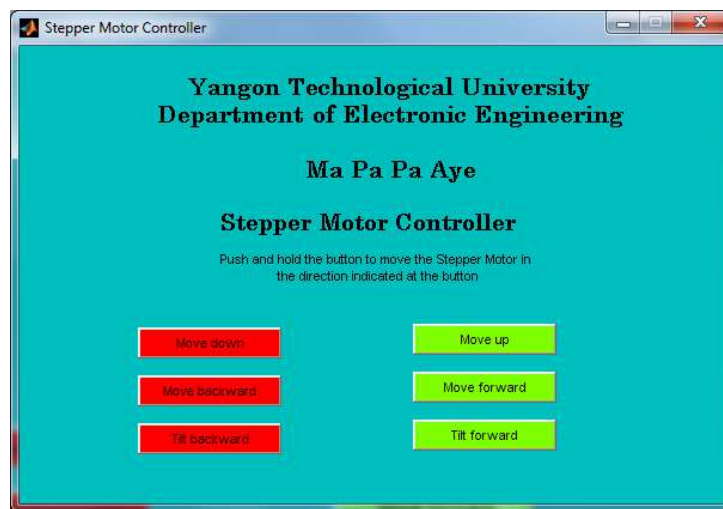 Stepper Motor Controller
Yangon Technological University
Department of Electronic Engineering
Ma Pa Pa Aye
Stepper Motor Controller
Push and hold the button to move the Stepper Motor in
the direction indicated at the button
Move down
Move up
Move backward
Move forward
Tilt backward
Tilt forward